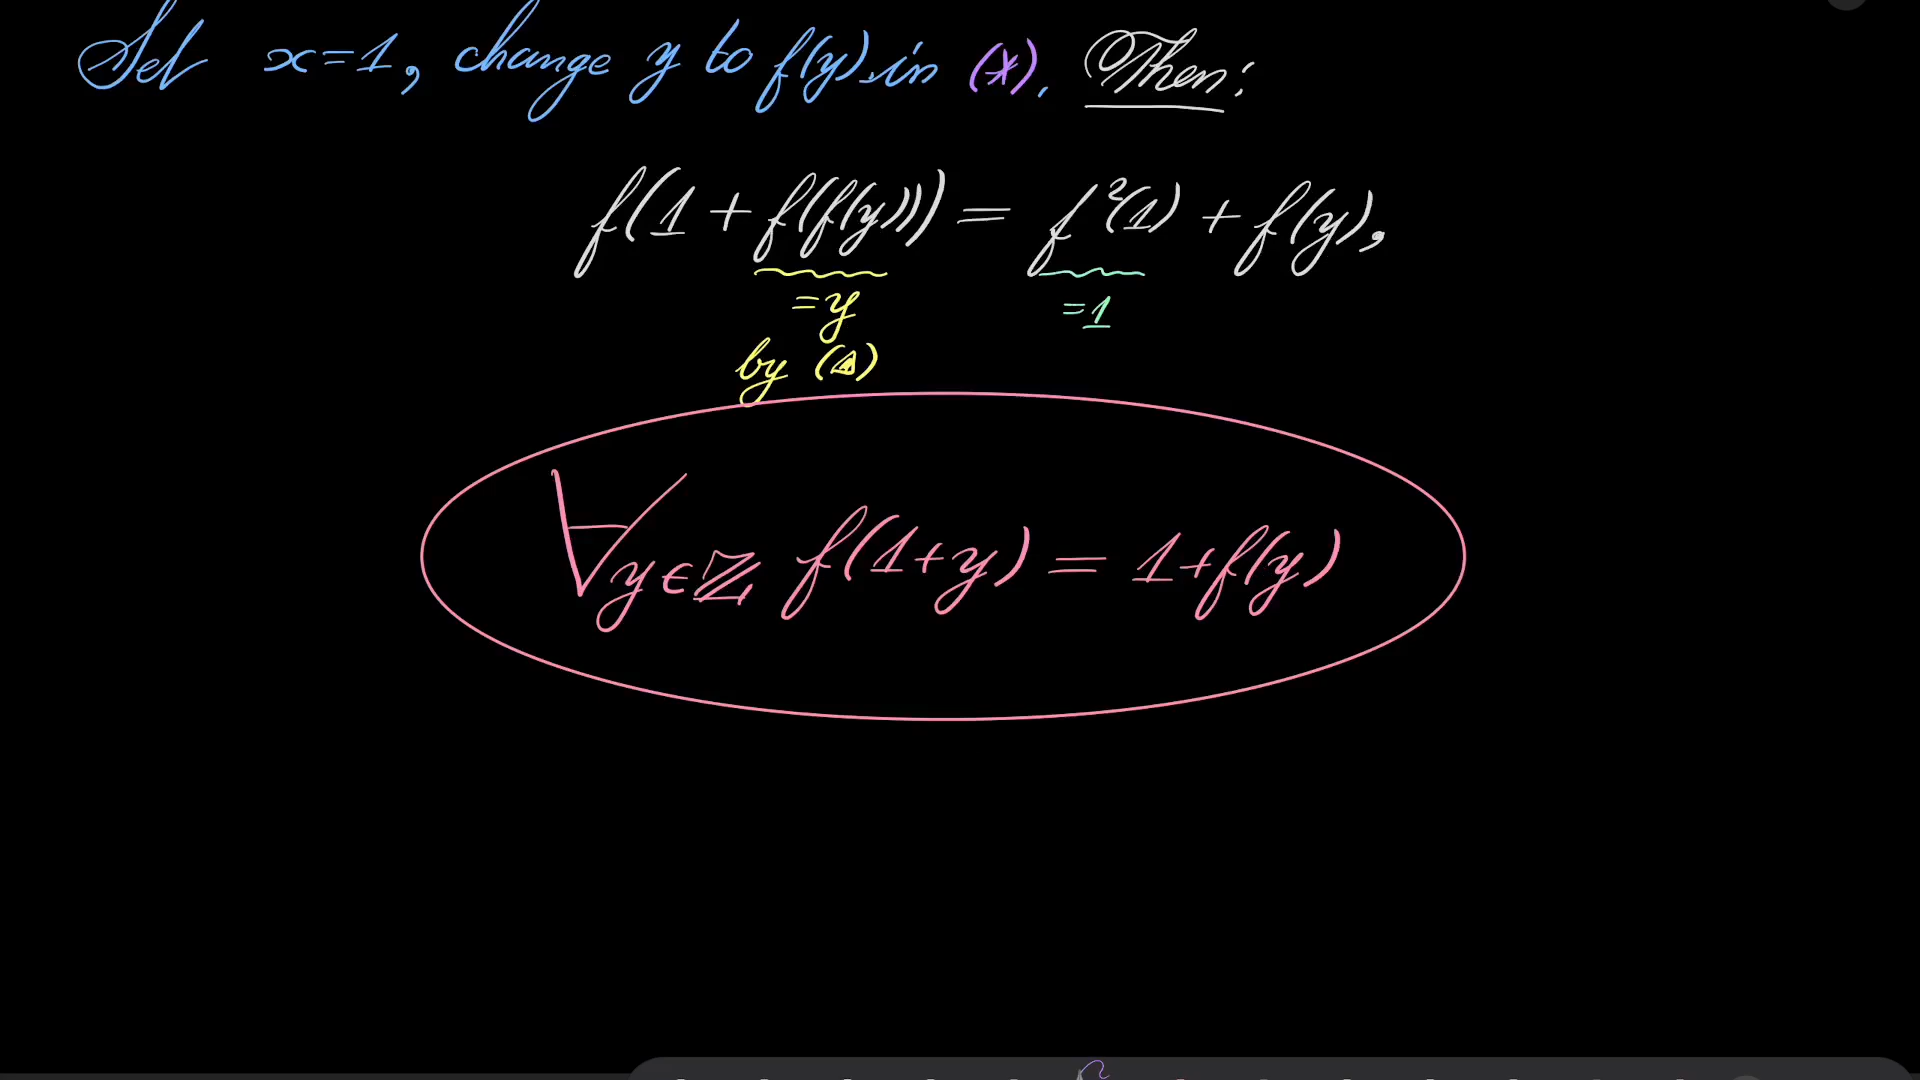 Set x=1, change y to f(y) in (*). Then:
f(1 + f(f(y))) = f²(1) + f(y),
=y =1
by (△)
∀y∈ℤ f(1+y) = 1+f(y)